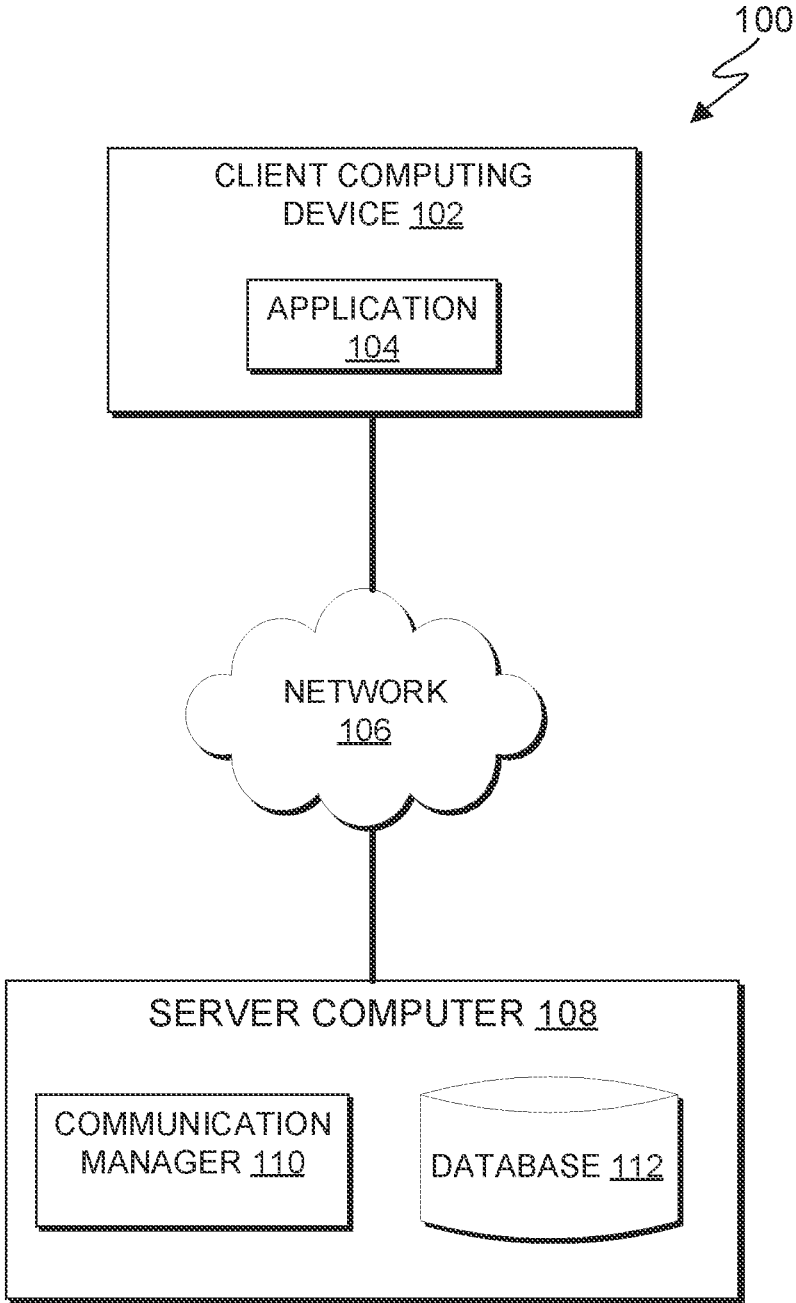 100
CLIENT COMPUTING
DEVICE 102
APPLICATION
104
NETWORK
106
SERVER COMPUTER 108
COMMUNICATION
MANAGER 110
DATABASE 112